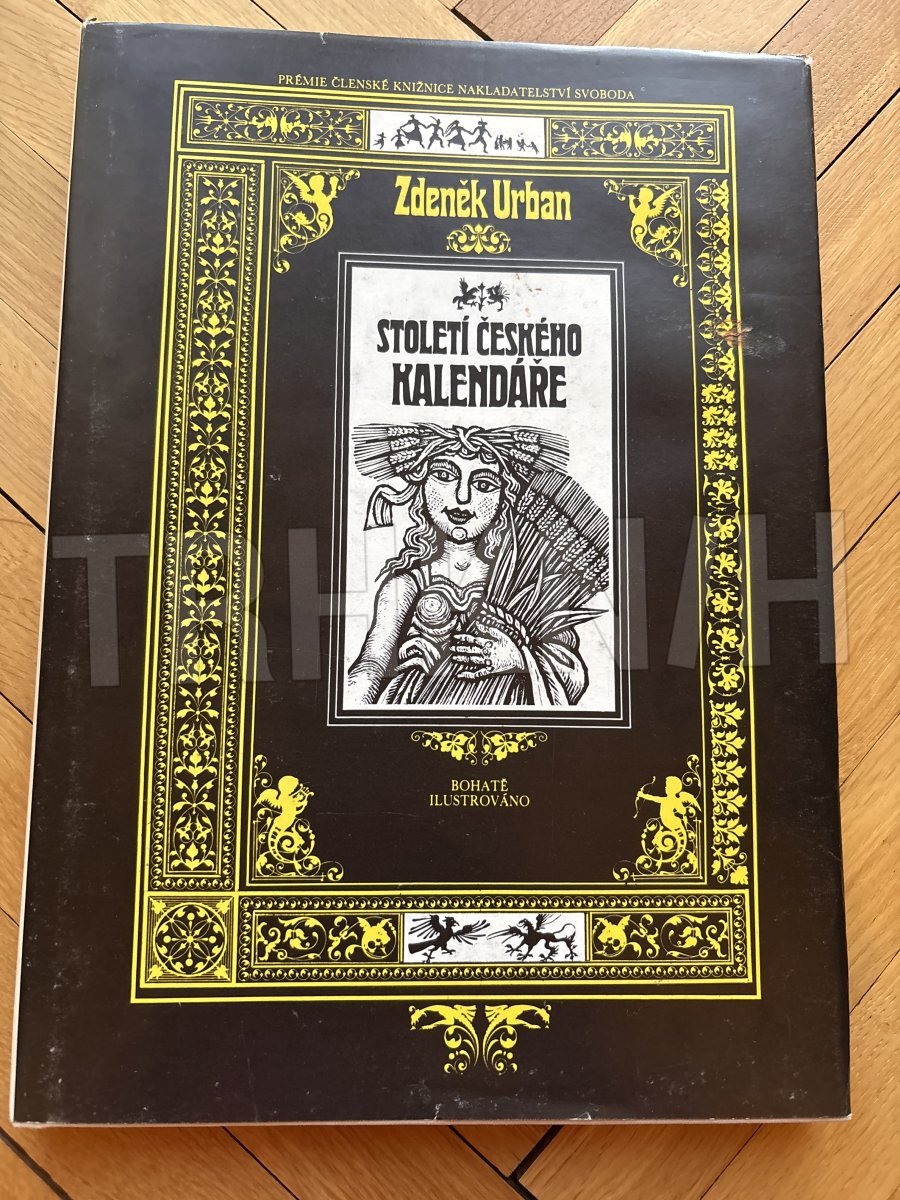 PRÉMIE ČLENSKÉ KNIŽNICE NAKLADATELSTVÍ SVOBODA
Zdeněk Urban
STOLETÍ ČESKÉHO
KALENDÁŘE
BOHATĚ
ILUSTROVÁNO